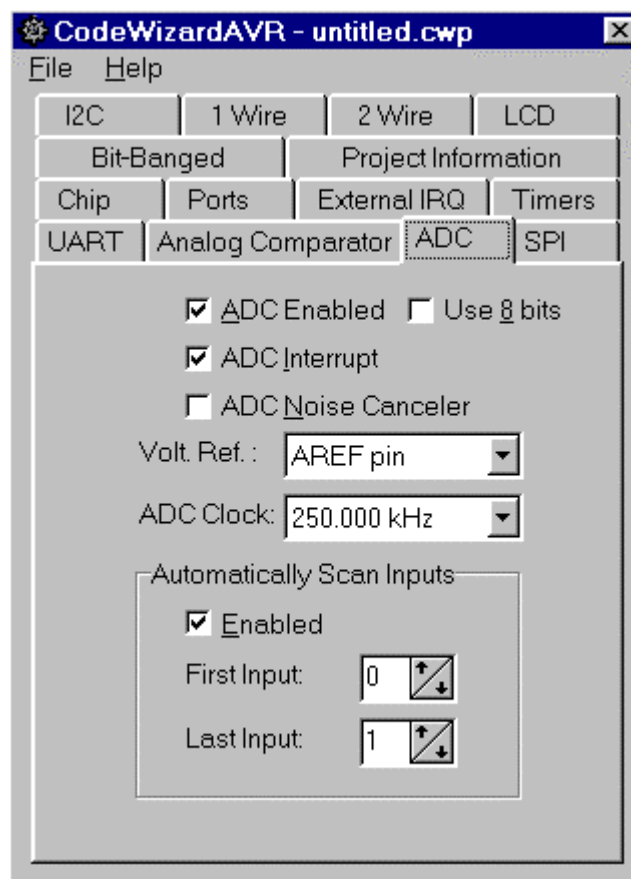 CodeWizardAVR - untitled.cwp
File Help
I2C 1 Wire 2 Wire LCD
Bit-Banged Project Information
Chip Ports External IRQ Timers
UART Analog Comparator ADC SPI
ADC Enabled Use 8 bits
ADC Interrupt
ADC Noise Canceler
Volt. Ref. : AREF pin
ADC Clock: 250.000 kHz
Automatically Scan Inputs
Enabled
First Input: 0
Last Input: 1